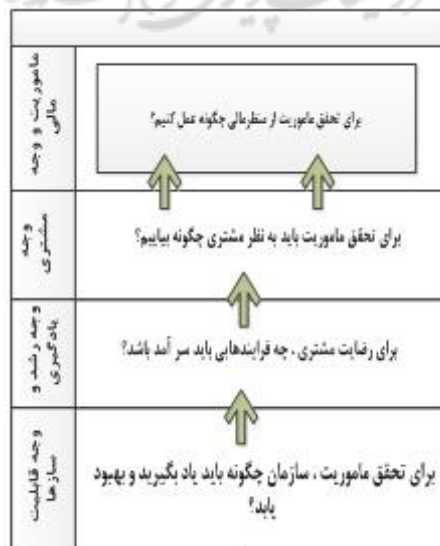 ماموریت و وجه
مالی
برای تحقق ماموریت از منظرمالی چگونه عمل کنیم؟
وجه
مشتری
برای تحقق ماموریت باید به نظر مشتری چگونه بیاییم؟
وجه رشد و
یادگیری
برای رضایت مشتری ، چه فرایندهایی باید سر آمد باشد؟
وجه قابلیت
سازها
برای تحقق ماموریت ، سازمان چگونه باید یاد بگیرید و بهبود
یابد؟